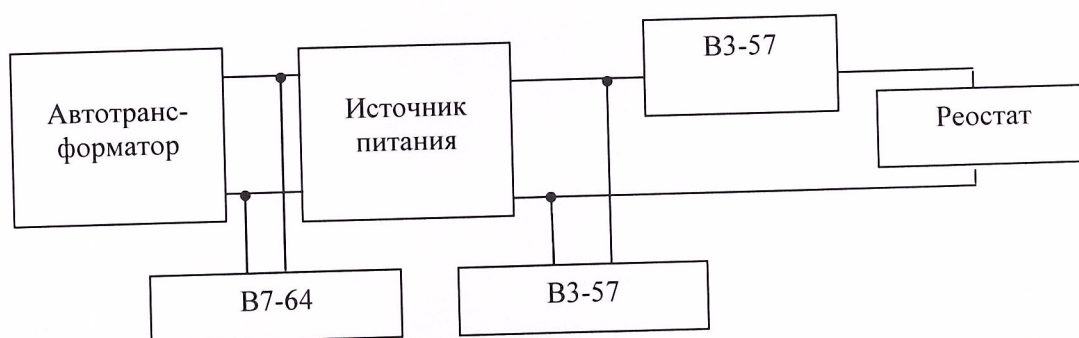 В3-57
Автотранс-
форматор
Источник
питания
Реостат
В7-64
В3-57